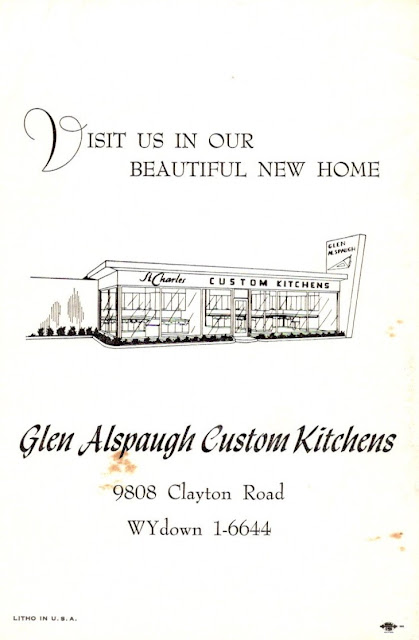 VISIT US IN OUR
BEAUTIFUL NEW HOME
GLEN
ALSPAUGH
St Charles CUSTOM KITCHENS
Glen Alspaugh Custom Kitchens
9808 Clayton Road
WYdown 1-6644
LITHO IN U. S. A.